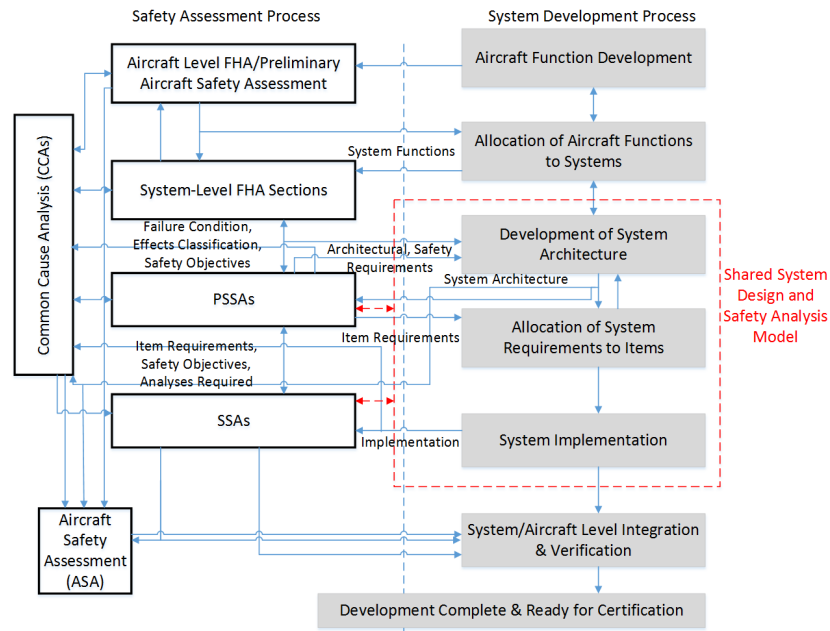 Safety Assessment Process
System Development Process
Aircraft Level FHA/Preliminary
Aircraft Safety Assessment
Aircraft Function Development
Common Cause Analysis (CCAs)
Allocation of Aircraft Functions
to Systems
System Functions
System-Level FHA Sections
Failure Condition,
Effects Classification,
Safety Objectives
Architectural, Safety
Requirements
Development of System
Architecture
Shared System
Design and
Safety Analysis
Model
System Architecture
PSSAs
Item Requirements
Allocation of System
Requirements to Items
Item Requirements,
Safety Objectives,
Analyses Required
SSAs
Implementation
System Implementation
Aircraft
Safety
Assessment
(ASA)
System/Aircraft Level Integration
& Verification
Development Complete & Ready for Certification